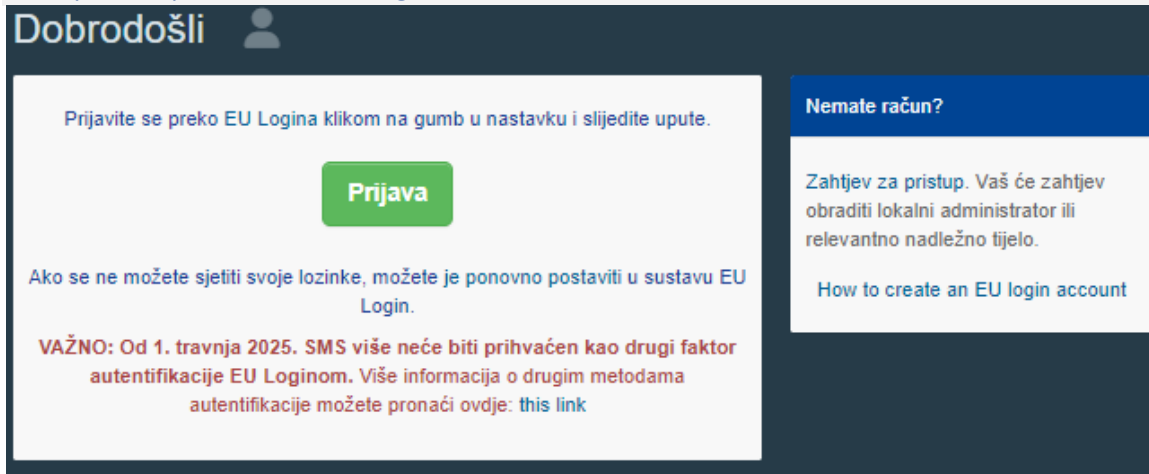 Dobrodošli
Prijavite se preko EU Logina klikom na gumb u nastavku i slijedite upute.
Prijava
Ako se ne možete sjetiti svoje lozinke, možete je ponovno postaviti u sustavu EU
Login.
VAŽNO: Od 1. travnja 2025. SMS više neće biti prihvaćen kao drugi faktor
autentifikacije EU Loginom. Više informacija o drugim metodama
autentifikacije možete pronaći ovdje: this link
Nemate račun?
Zahtjev za pristup. Vaš će zahtjev
obraditi lokalni administrator ili
relevantno nadležno tijelo.
How to create an EU login account